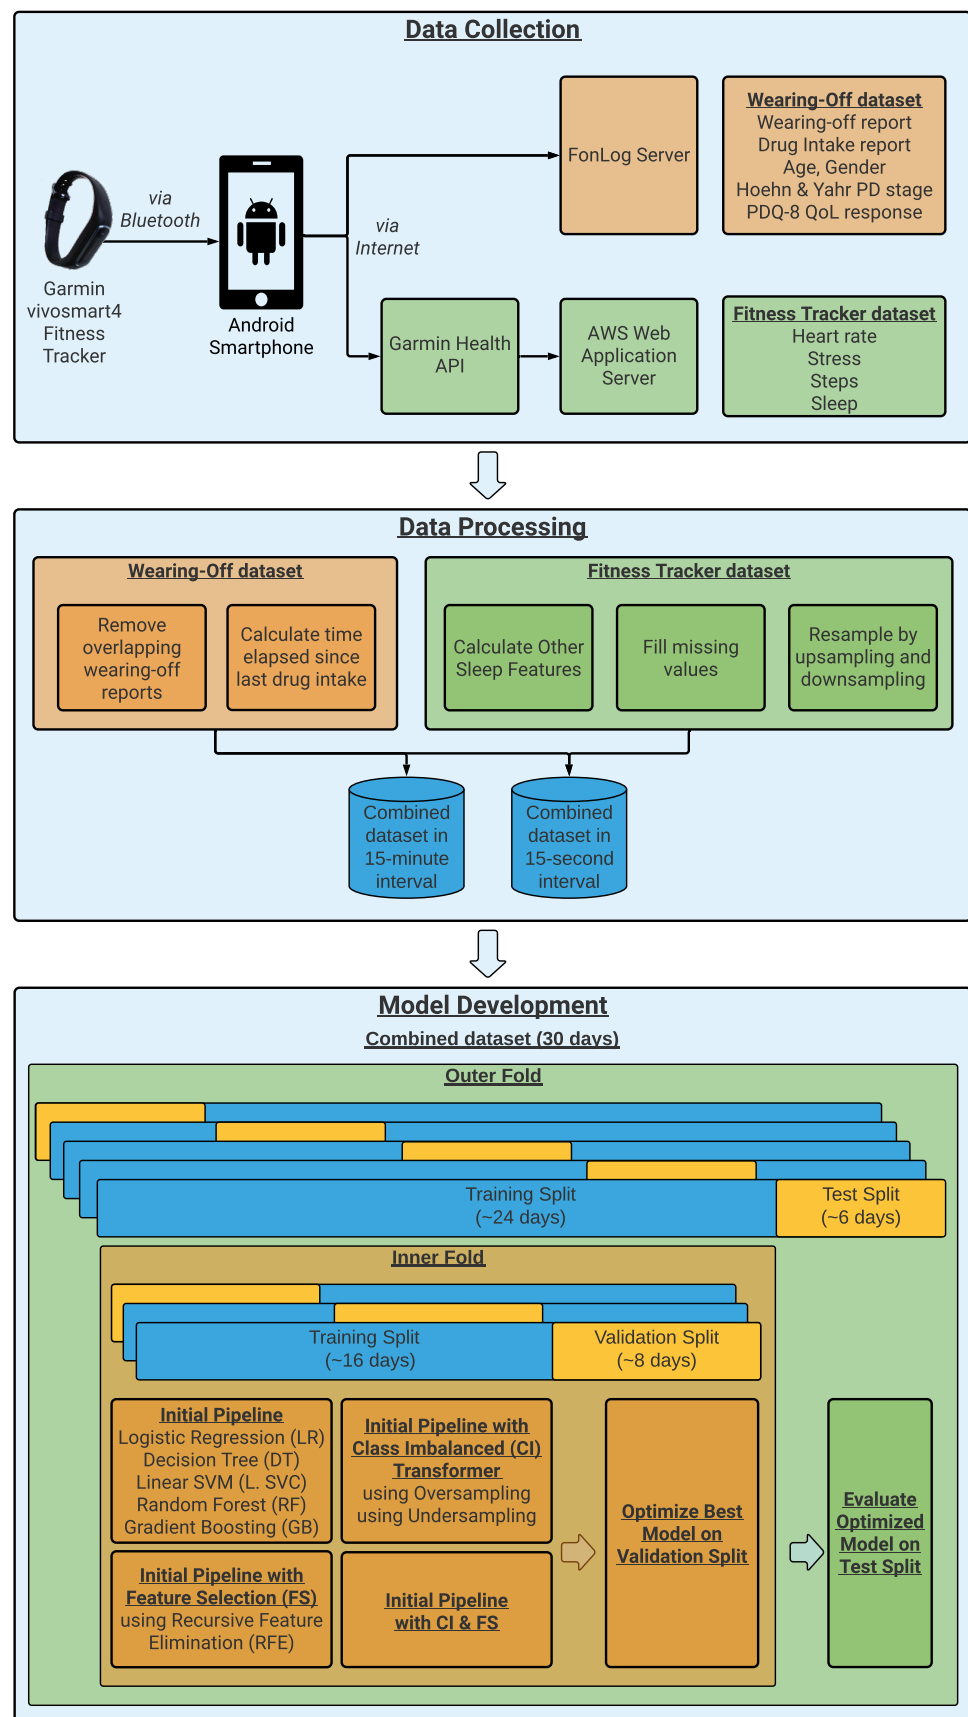 Data Collection
Garmin
vivosmart4
Fitness
Tracker
via
Bluetooth
Android
Smartphone
via
Internet
FonLog Server
Wearing-Off dataset
Wearing-off report
Drug Intake report
Age, Gender
Hoehn & Yahr PD stage
PDQ-8 QoL response
Garmin Health
API
AWS Web
Application
Server
Fitness Tracker dataset
Heart rate
Stress
Steps
Sleep
Data Processing
Wearing-Off dataset
Remove
overlapping
wearing-off
reports
Calculate time
elapsed since
last drug intake
Fitness Tracker dataset
Calculate Other
Sleep Features
Fill missing
values
Resample by
upsampling and
downsampling
Combined
dataset in
15-minute
interval
Combined
dataset in
15-second
interval
Model Development
Combined dataset (30 days)
Outer Fold
Training Split
(~24 days)
Test Split
(~6 days)
Inner Fold
Training Split
(~16 days)
Validation Split
(~8 days)
Initial Pipeline
Logistic Regression (LR)
Decision Tree (DT)
Linear SVM (L. SVC)
Random Forest (RF)
Gradient Boosting (GB)
Initial Pipeline with
Class Imbalanced (CI)
Transformer
using Oversampling
using Undersampling
Initial Pipeline with
Feature Selection (FS)
using Recursive Feature
Elimination (RFE)
Initial Pipeline
with CI & FS
Optimize Best
Model on
Validation Split
Evaluate
Optimized
Model on
Test Split